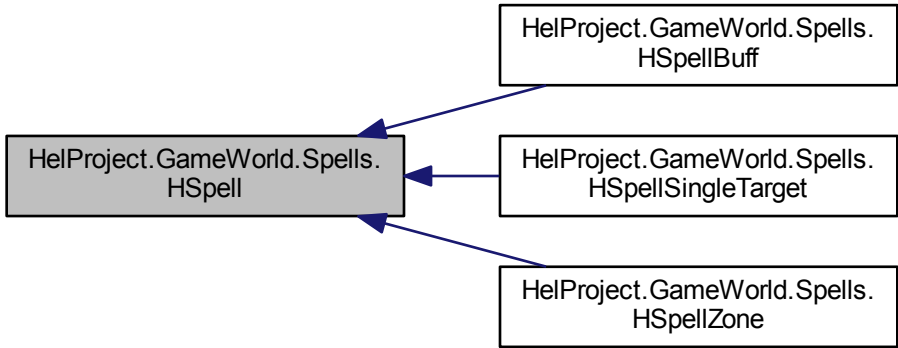 HelProject.GameWorld.Spells.
HSpellBuff
HelProject.GameWorld.Spells.
HSpell
HelProject.GameWorld.Spells.
HSpellSingleTarget
HelProject.GameWorld.Spells.
HSpellZone